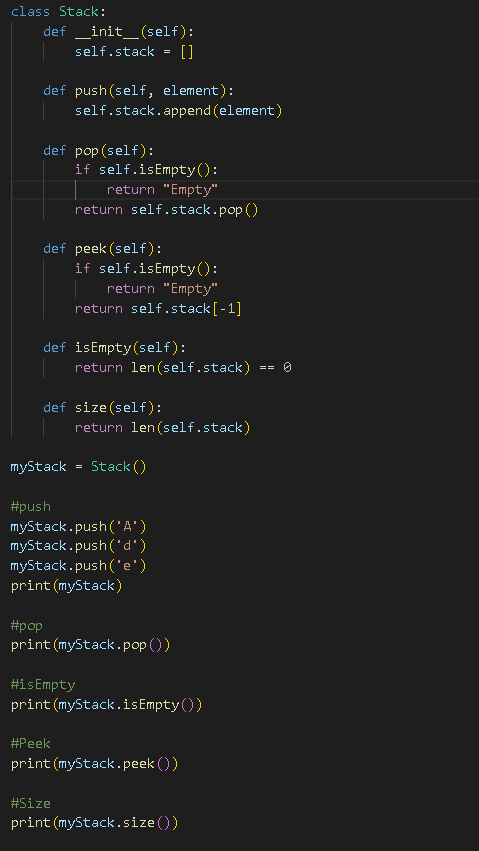 class Stack:
    def __init__(self):
        self.stack = []

    def push(self, element):
        self.stack.append(element)

    def pop(self):
        if self.isEmpty():
            return "Empty"
        return self.stack.pop()

    def peek(self):
        if self.isEmpty():
            return "Empty"
        return self.stack[-1]

    def isEmpty(self):
        return len(self.stack) == 0

    def size(self):
        return len(self.stack)

myStack = Stack()

#push
myStack.push('A')
myStack.push('d')
myStack.push('e')
print(myStack)

#pop
print(myStack.pop())

#isEmpty
print(myStack.isEmpty())

#Peek
print(myStack.peek())

#Size
print(myStack.size())